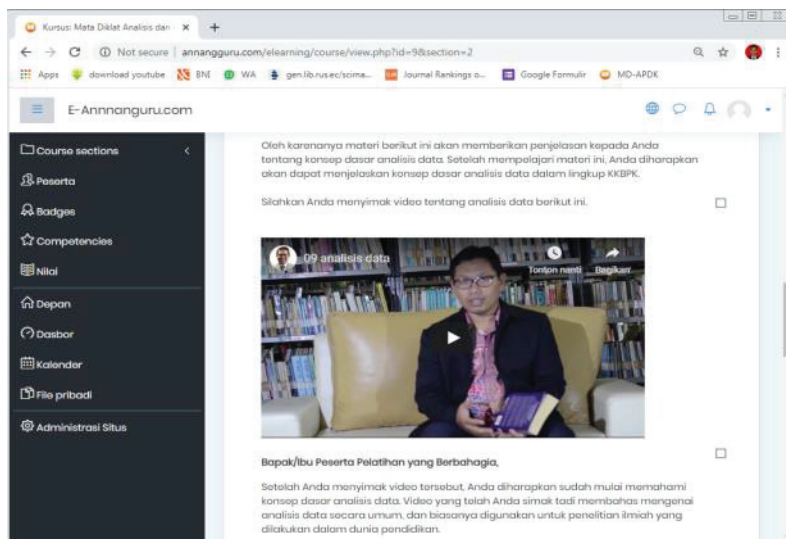 Kursus: Mata Diklat Analisis dan
Not secure | annangguru.com/elearning/course/view.php?id=9&section=2
Apps download youtube BNI WA gen.lib.rus.ec/scima... Journal Rankings o... Google Formulir MD-APDK
E-Annnanguru.com
Course sections
Peserta
Badges
Competencies
Nilai
Depan
Dasbor
Kalender
File pribadi
Administrasi Situs
Oleh karenanya materi berikut ini akan memberikan penjelasan kepada Anda
tentang konsep dasar analisis data. Setelah mempelajari materi ini, Anda diharapkan
akan dapat menjelaskan konsep dasar analisis data dalam lingkup KKBPK.
Silahkan Anda menyimak video tentang analisis data berikut ini.
09 analisis data
Tonton nanti Bagikan
Bapak/Ibu Peserta Pelatihan yang Berbahagia,
Setelah Anda menyimak video tersebut, Anda diharapkan sudah mulai memahami
konsep dasar analisis data. Video yang telah Anda simak tadi membahas mengenai
analisis data secara umum, dan biasanya digunakan untuk penelitian ilmiah yang
dilakukan dalam dunia pendidikan.